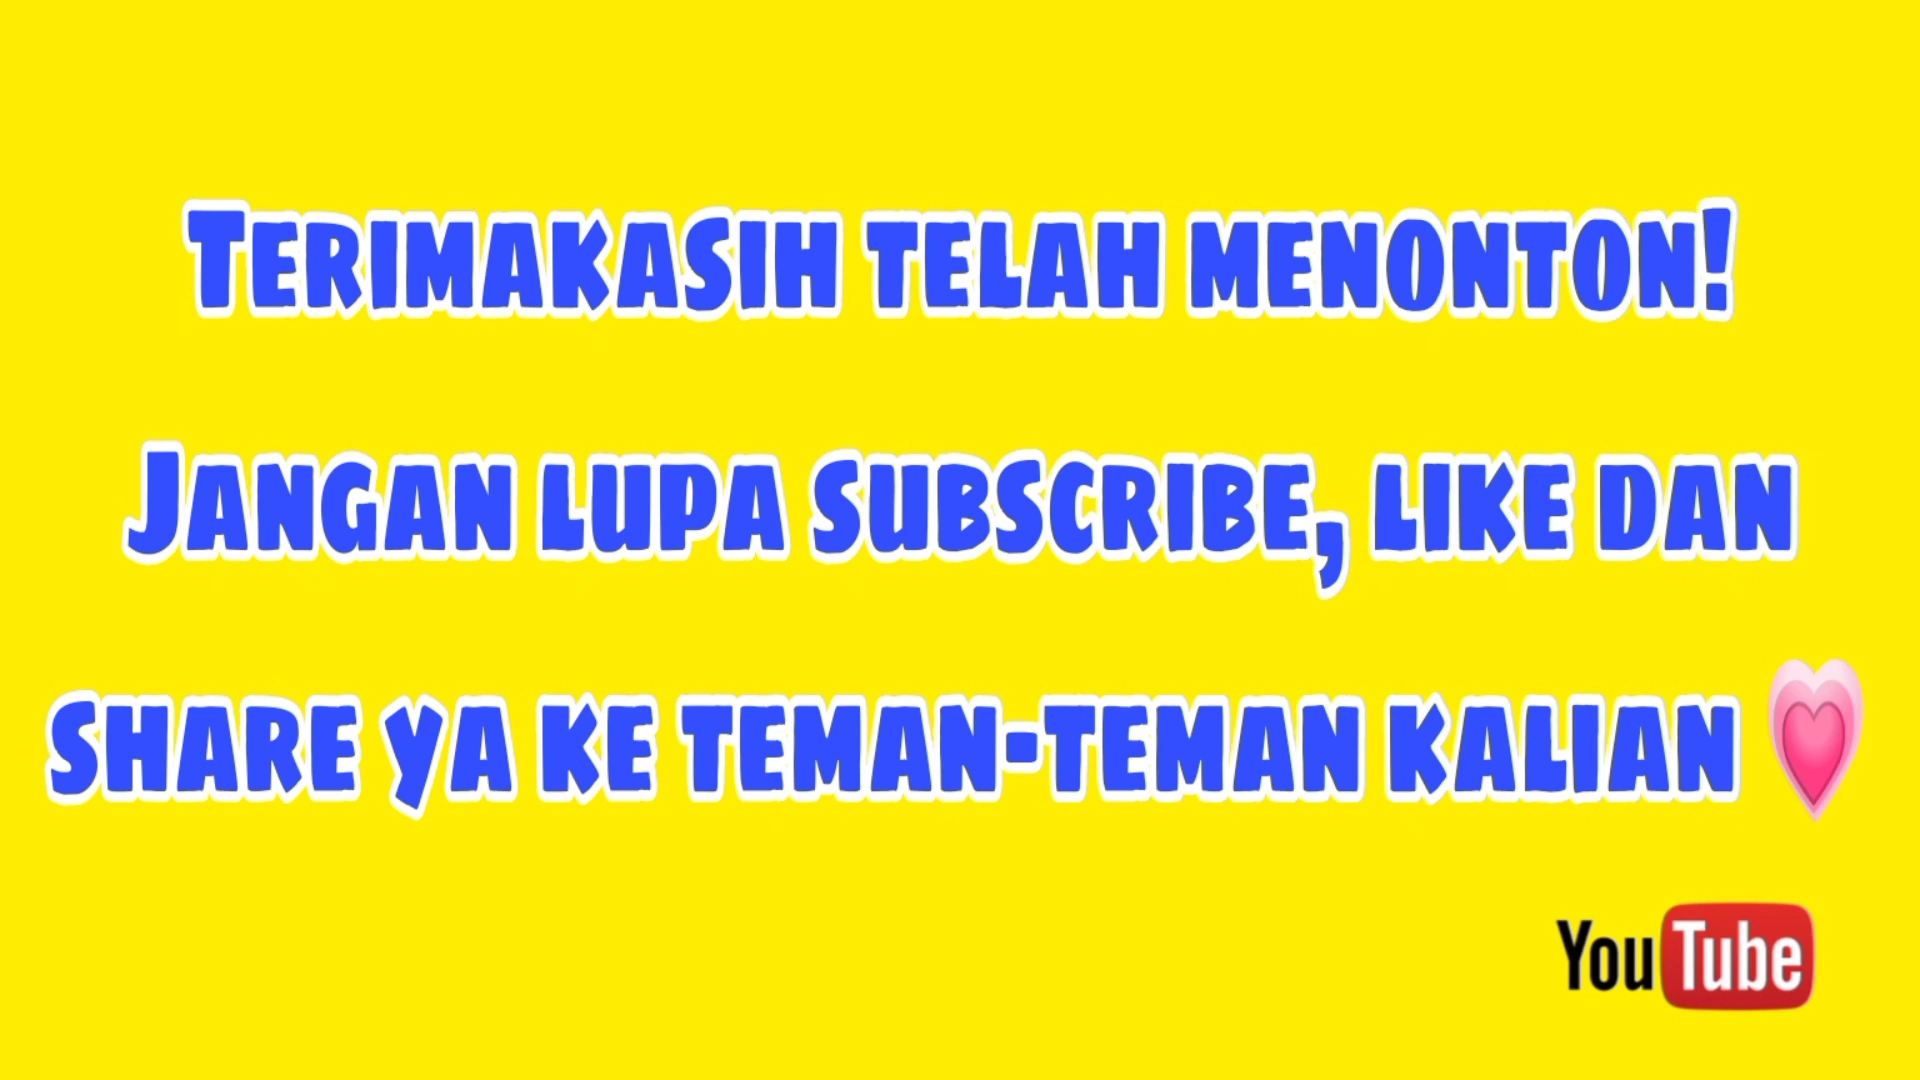 Terimakasih telah menonton!
Jangan lupa subscribe, like dan
share ya ke teman-teman kalian 💗
YouTube